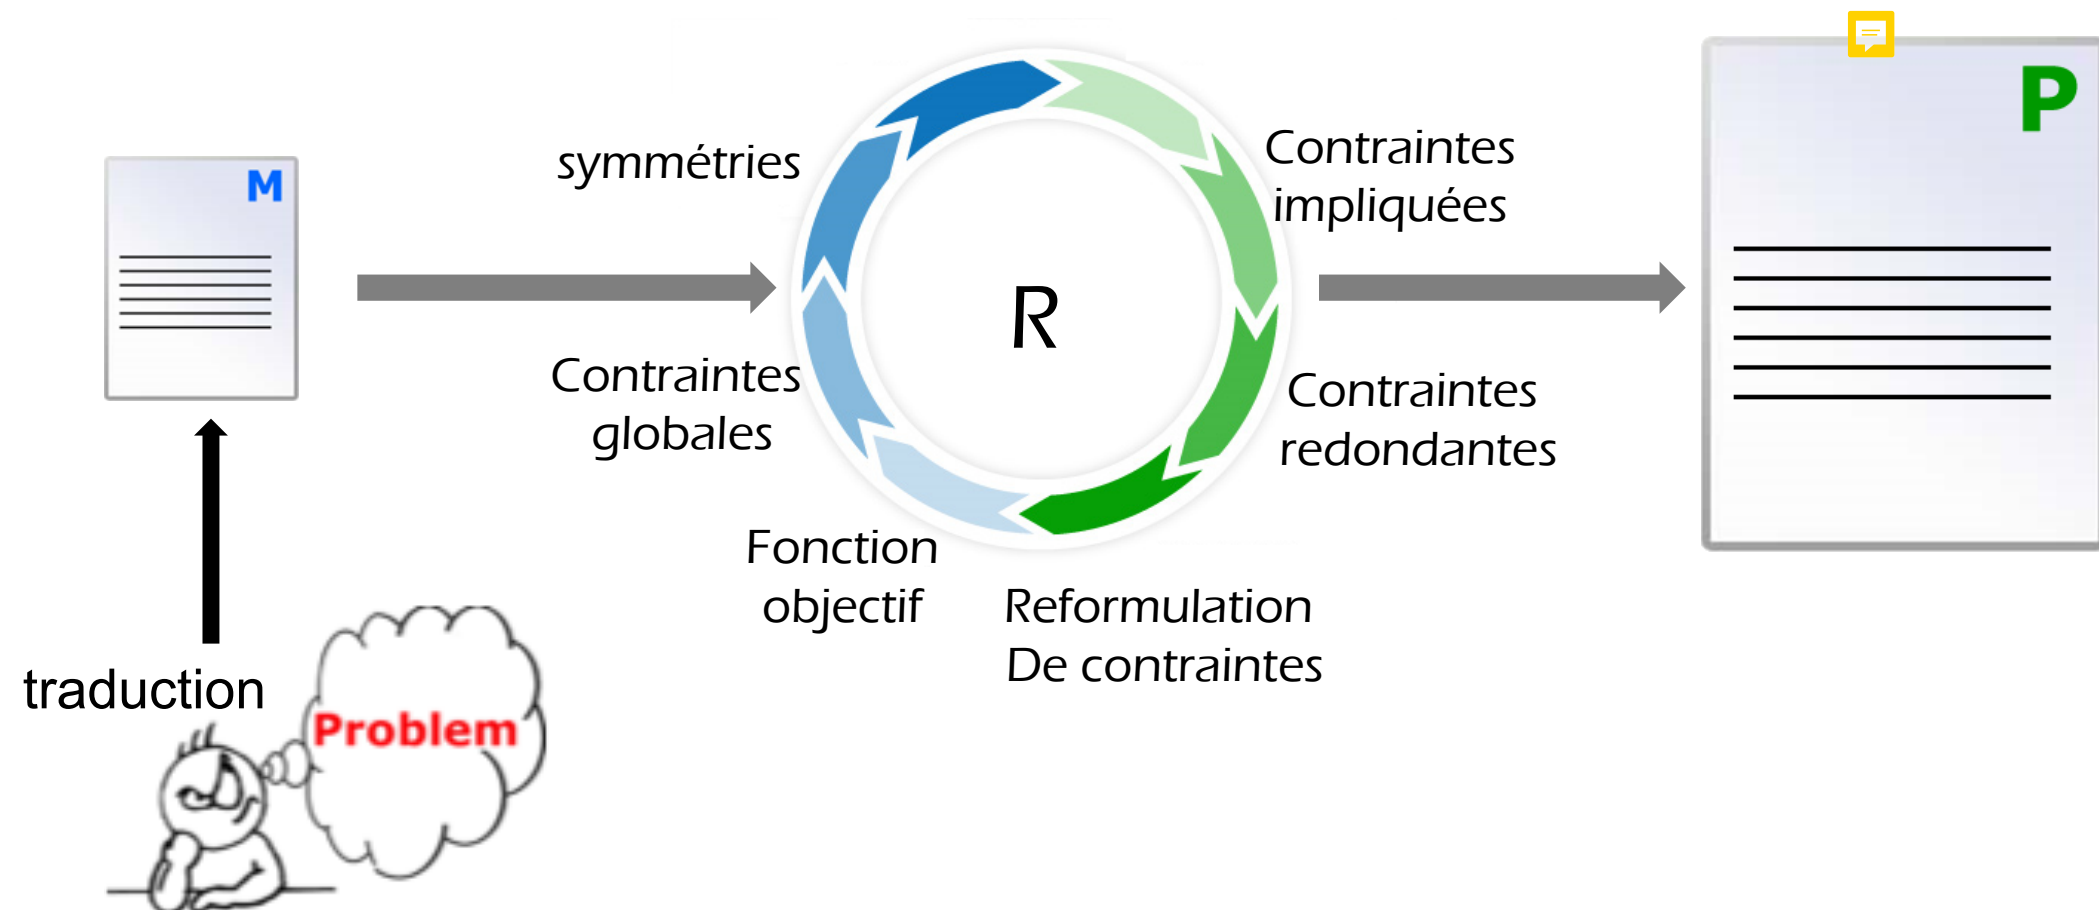 P
M
symmétries
Contraintes
impliquées
R
Contraintes
globales
Contraintes
redondantes
Fonction
objectif
Reformulation
De contraintes
traduction
Problem